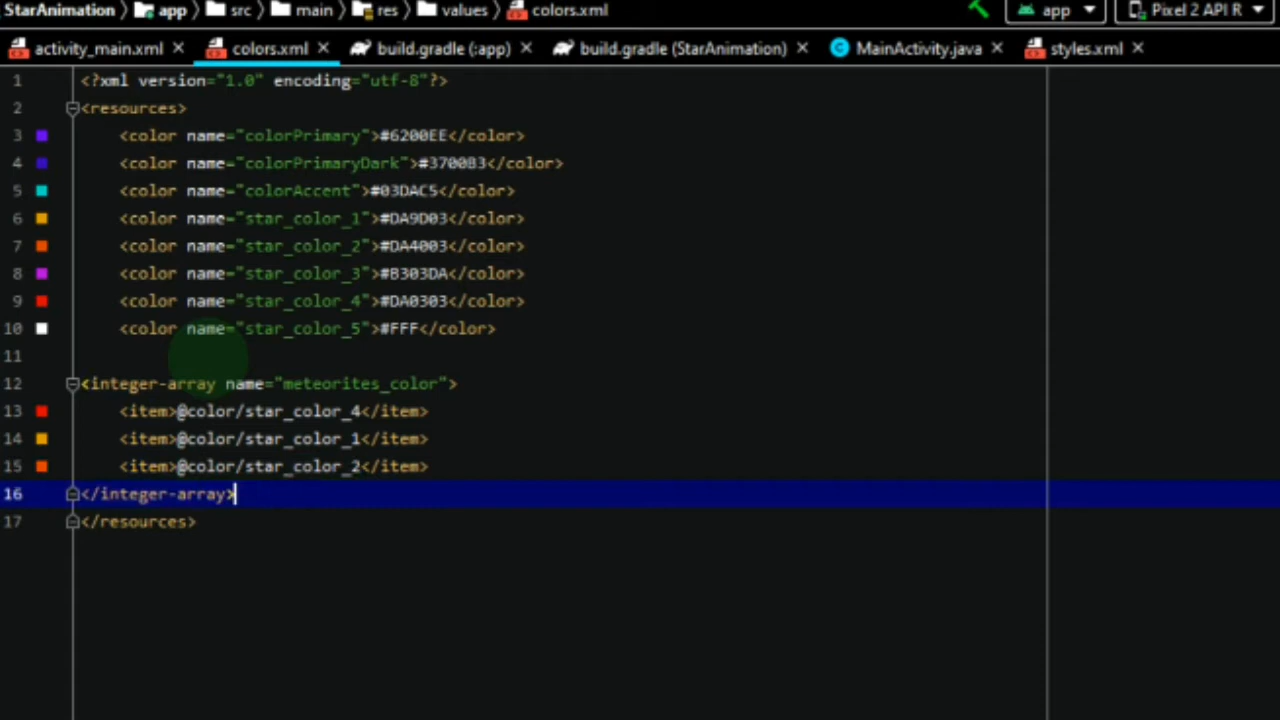 StarAnimation app src main res values colors.xml app Pixel 2 API R
activity_main.xml colors.xml build.gradle (:app) build.gradle (StarAnimation) MainActivity.java styles.xml
1 <?xml version="1.0" encoding="utf-8"?>
2 <resources>
3 <color name="colorPrimary">#6200EE</color>
4 <color name="colorPrimaryDark">#3700B3</color>
5 <color name="colorAccent">#03DAC5</color>
6 <color name="star_color_1">#DA9D03</color>
7 <color name="star_color_2">#DA4003</color>
8 <color name="star_color_3">#B303DA</color>
9 <color name="star_color_4">#DA0303</color>
10 <color name="star_color_5">#FFF</color>
11
12 <integer-array name="meteorites_color">
13 <item>@color/star_color_4</item>
14 <item>@color/star_color_1</item>
15 <item>@color/star_color_2</item>
16 </integer-array>
17 </resources>